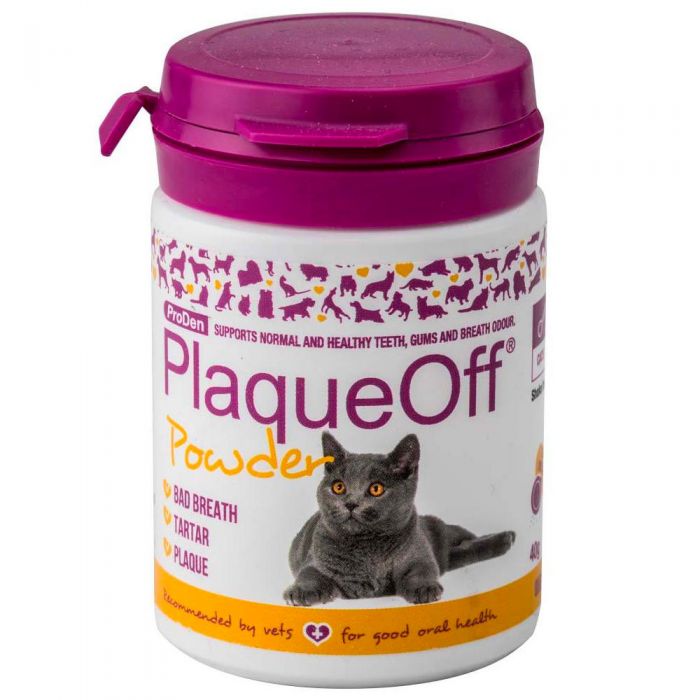 ProDen
SUPPORTS NORMAL AND HEALTHY TEETH, GUMS AND BREATH ODOUR.
PlaqueOff®
Powder
BAD BREATH
TARTAR
PLAQUE
40g
Recommended by vets for good oral health